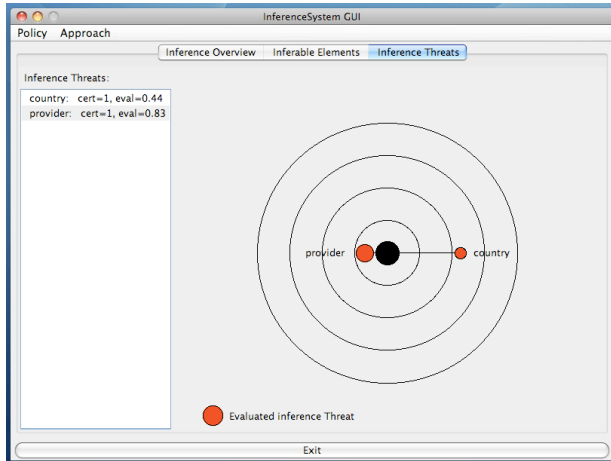 InferenceSystem GUI
Policy Approach
Inference Overview Inferable Elements Inference Threats
Inference Threats:
country: cert=1, eval=0.44
provider: cert=1, eval=0.83
provider country
Evaluated inference Threat
Exit